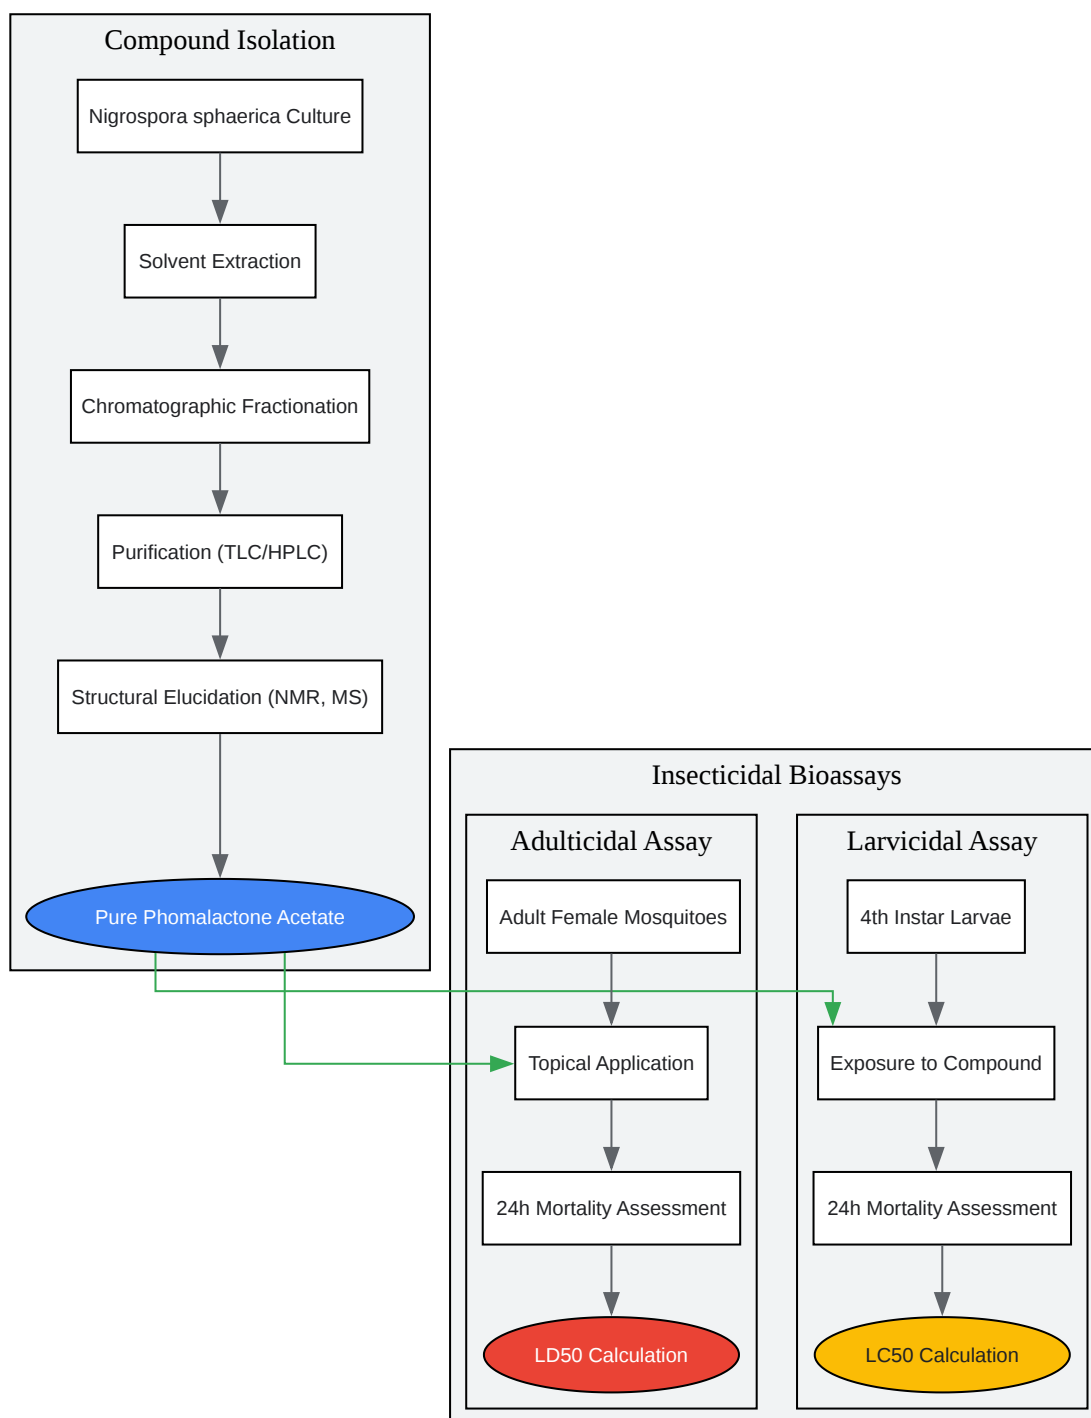 Compound Isolation
Nigrospora sphaerica Culture
Solvent Extraction
Chromatographic Fractionation
Purification (TLC/HPLC)
Structural Elucidation (NMR, MS)
Pure Phomalactone Acetate
Insecticidal Bioassays
Adulticidal Assay
Adult Female Mosquitoes
Topical Application
24h Mortality Assessment
LD50 Calculation
Larvicidal Assay
4th Instar Larvae
Exposure to Compound
24h Mortality Assessment
LC50 Calculation